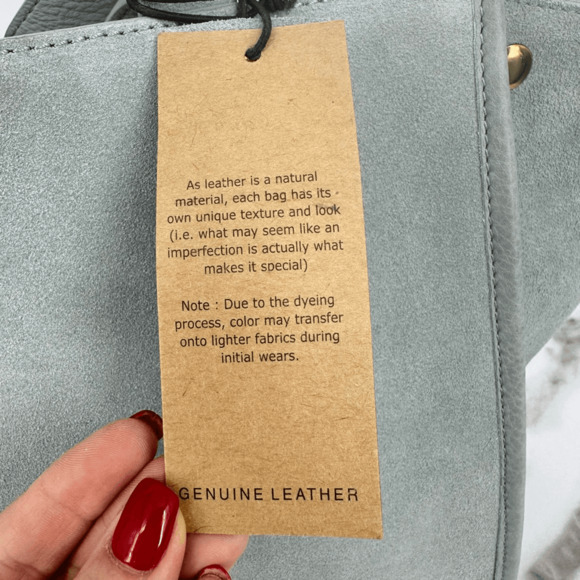 As leather is a natural
material, each bag has its
own unique texture and look
(i.e. what may seem like an
imperfection is actually what
makes it special)
Note : Due to the dyeing
process, color may transfer
onto lighter fabrics during
initial wears.
GENUINE LEATHER